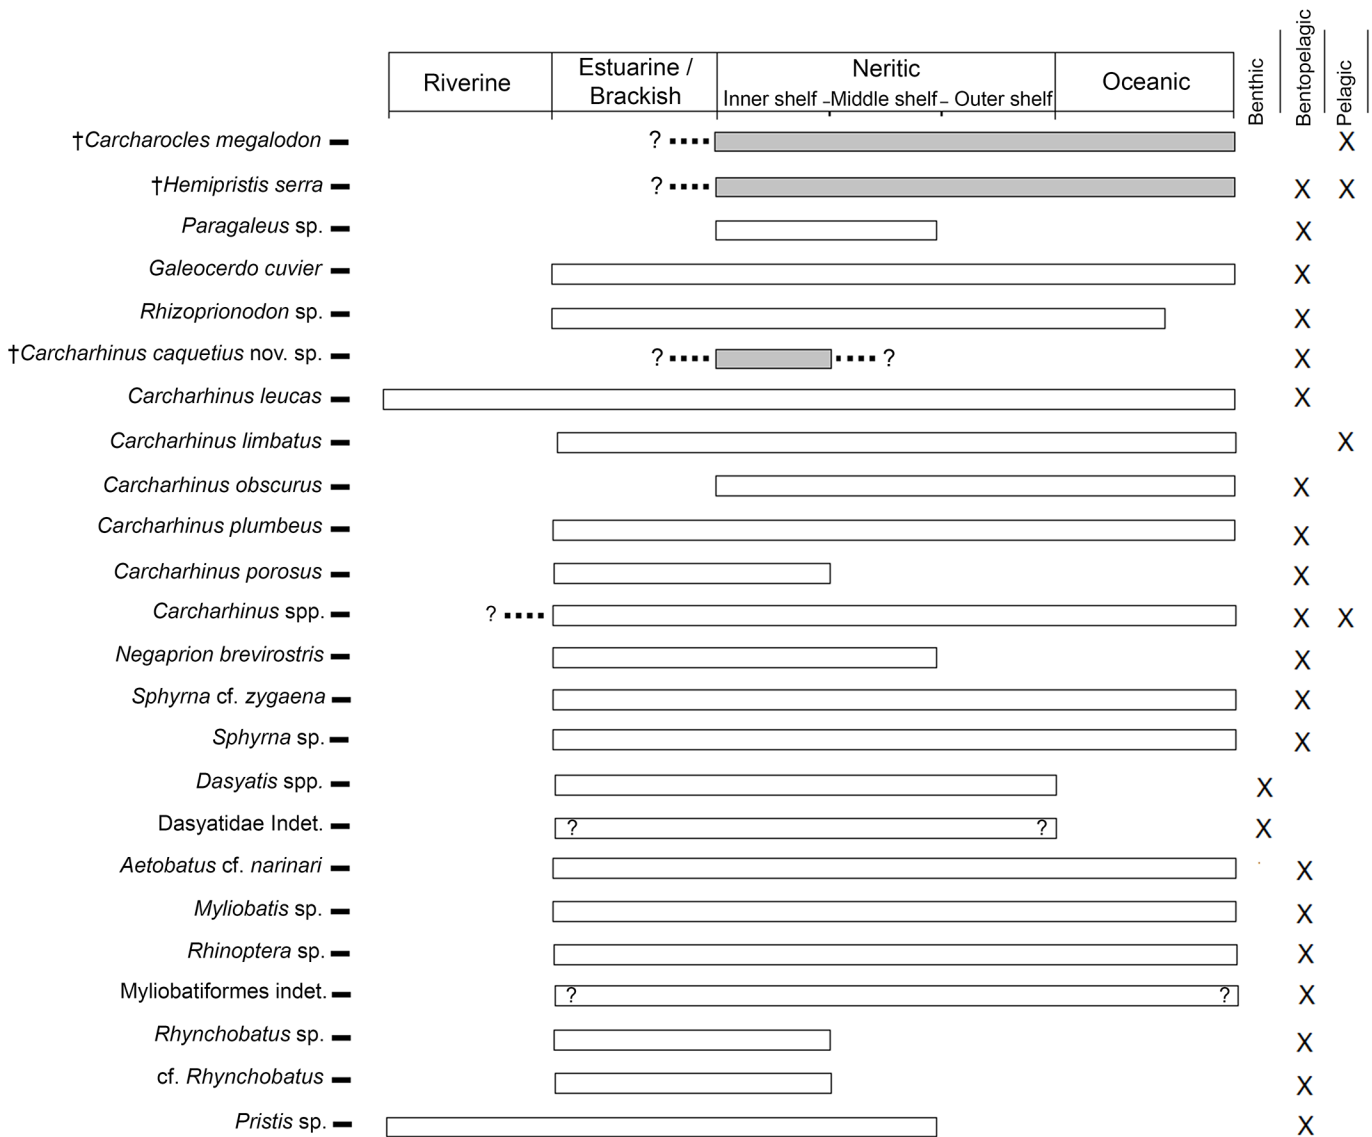 Riverine
Estuarine /
Brackish
Neritic
Inner shelf –Middle shelf– Outer shelf
Oceanic
Benthic
Bentopelagic
Pelagic
†Carcharocles megalodon ? X
†Hemipristis serra ? X X
Paragaleus sp. X
Galeocerdo cuvier X
Rhizoprionodon sp. X
†Carcharhinus caquetius nov. sp. ? ? X
Carcharhinus leucas X
Carcharhinus limbatus X
Carcharhinus obscurus X
Carcharhinus plumbeus X
Carcharhinus porosus X
Carcharhinus spp. ? X X
Negaprion brevirostris X
Sphyrna cf. zygaena X
Sphyrna sp. X
Dasyatis spp. X
Dasyatidae Indet. ? ? X
Aetobatus cf. narinari X
Myliobatis sp. X
Rhinoptera sp. X
Myliobatiformes indet. ? ? X
Rhynchobatus sp. X
cf. Rhynchobatus X
Pristis sp. X